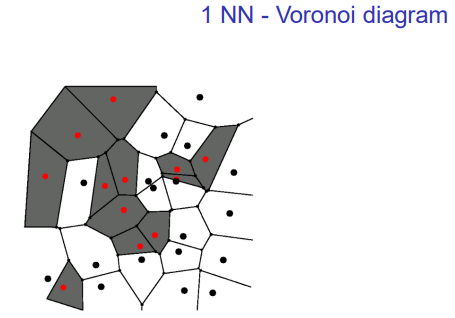 1 NN - Voronoi diagram